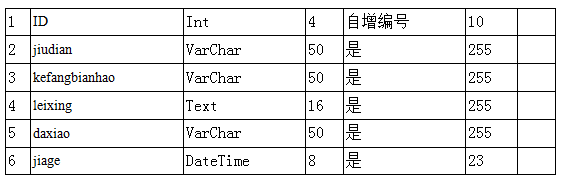 1 ID Int 4 自增编号 10
2 jiudian VarChar 50 是 255
3 kefangbianhao VarChar 50 是 255
4 leixing Text 16 是 255
5 daxiao VarChar 50 是 255
6 jiage DateTime 8 是 23